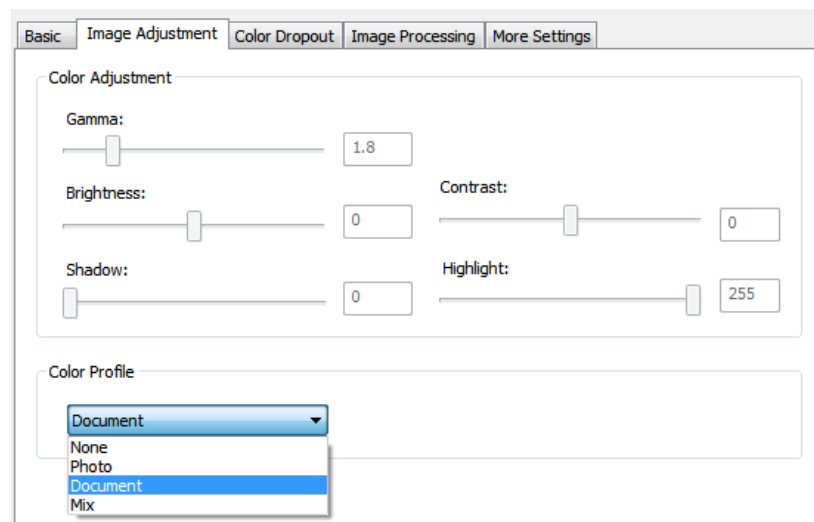 Basic Image Adjustment Color Dropout Image Processing More Settings
Color Adjustment
Gamma:
1.8
Brightness:
0
Contrast:
0
Shadow:
0
Highlight:
255
Color Profile
Document
None
Photo
Document
Mix